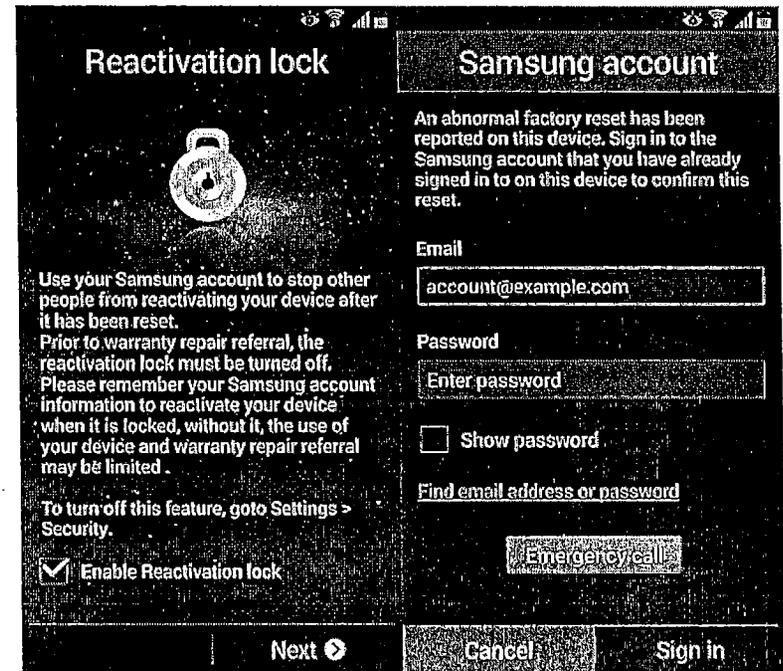 Reactivation lock
Use your Samsung account to stop other
people from reactivating your device after
it has been reset.
Prior to warranty repair referral, the
reactivation lock must be turned off.
Please remember your Samsung account
information to reactivate your device
when it is locked, without it, the use of
your device and warranty repair referral
may be limited .
To turn off this feature, goto Settings >
Security.
Enable Reactivation lock
Next
Samsung account
An abnormal factory reset has been
reported on this device. Sign in to the
Samsung account that you have already
signed in to on this device to confirm this
reset.
Email
account@example.com
Password
Enter password
Show password
Find email address or password
Emergency call
Cancel
Sign in